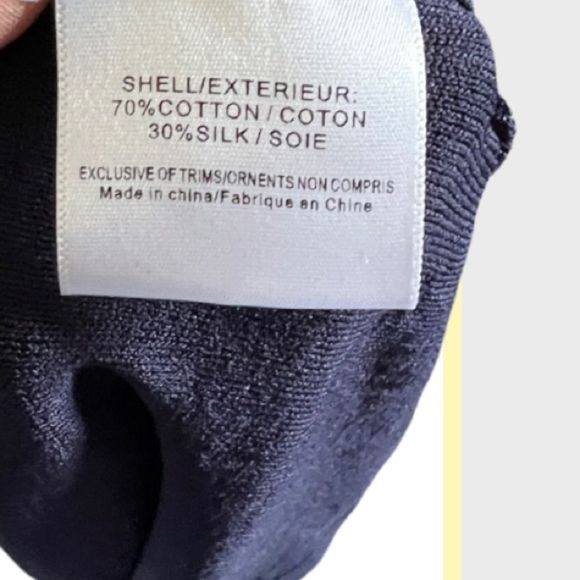 SHELL/EXTERIEUR:
70%COTTON/COTON
30%SILK/SOIE
EXCLUSIVE OF TRIMS/ORNENTS NON COMPRIS
Made in china/Fabrique en Chine